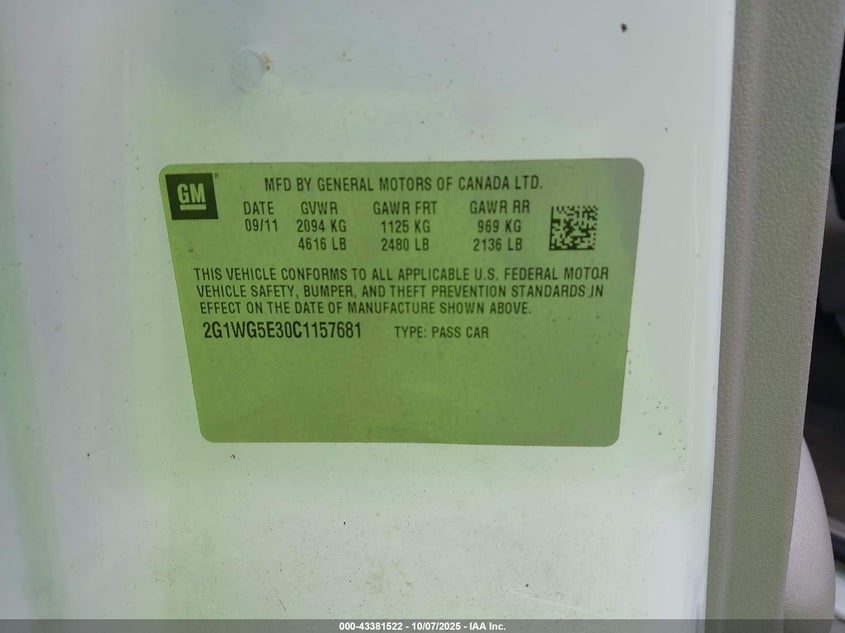 GM
MFD BY GENERAL MOTORS OF CANADA LTD.
DATE GVWR GAWR FRT GAWR RR
09/11 2094 KG 1125 KG 969 KG
4616 LB 2480 LB 2136 LB
THIS VEHICLE CONFORMS TO ALL APPLICABLE U.S. FEDERAL MOTOR
VEHICLE SAFETY, BUMPER, AND THEFT PREVENTION STANDARDS IN
EFFECT ON THE DATE OF MANUFACTURE SHOWN ABOVE.
2G1WG5E30C1157681 TYPE: PASS CAR
000-43381522 - 10/07/2025 - IAA Inc.